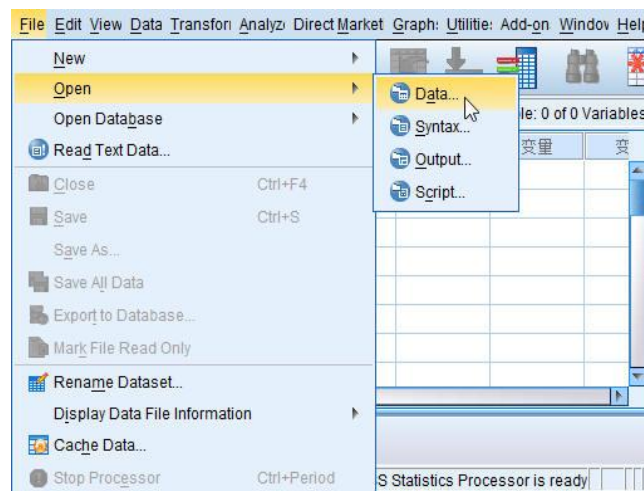 File Edit View Data Transfor Analyz Direct Market Graph: Utilitie: Add-on Windov Help
New
Open
Open Database
Read Text Data...
Close Ctrl+F4
Save Ctrl+S
Save As...
Save All Data
Export to Database...
Mark File Read Only
Rename Dataset...
Display Data File Information
Cache Data...
Stop Processor Ctrl+Period
Data...
Syntax...
Output...
Script...
le: 0 of 0 Variables
变量 变
S Statistics Processor is ready